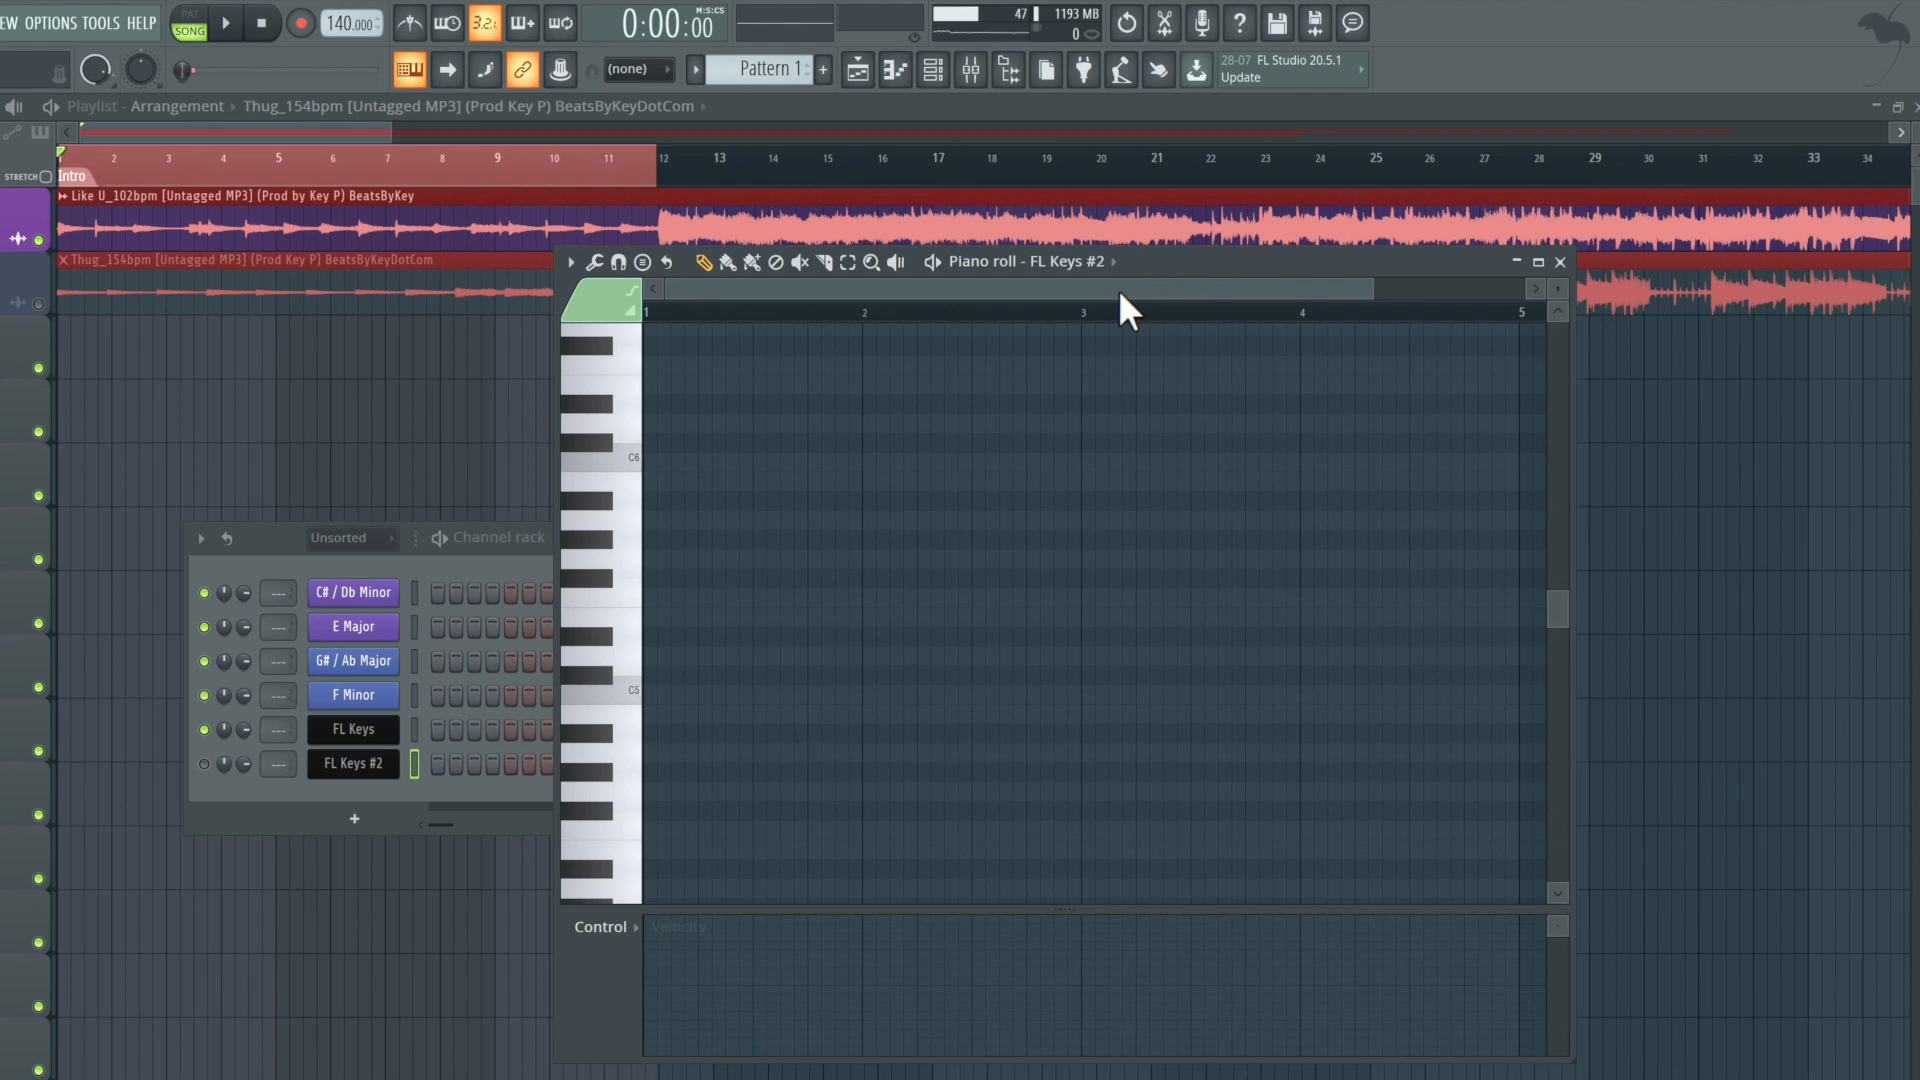 EW OPTIONS TOOLS HELP
PAT
SONG
140.000
3.2.
0:00:00
M:S:CS
47
1193 MB
0
(none)
Pattern 1
+
28-07 FL Studio 20.5.1
Update
Playlist - Arrangement › Thug_154bpm [Untagged MP3] (Prod Key P) BeatsByKeyDotCom ›
2 3 4 5 6 7 8 9 10 11 12 13 14 15 16 17 18 19 20 21 22 23 24 25 26 27 28 29 30 31 32 33 34
STRETCH
Intro
Like U_102bpm [Untagged MP3] (Prod by Key P) BeatsByKey
Thug_154bpm [Untagged MP3] (Prod Key P) BeatsByKeyDotCom
Piano roll - FL Keys #2
1 2 3 4 5
C6
C5
Unsorted
Channel rack
C# / Db Minor
E Major
G# / Ab Major
F Minor
FL Keys
FL Keys #2
+
Control
Velocity